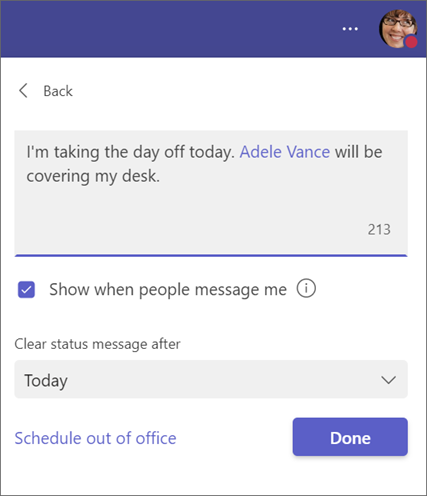 Back
I'm taking the day off today. Adele Vance will be
covering my desk.
213
Show when people message me
Clear status message after
Today
Schedule out of office
Done